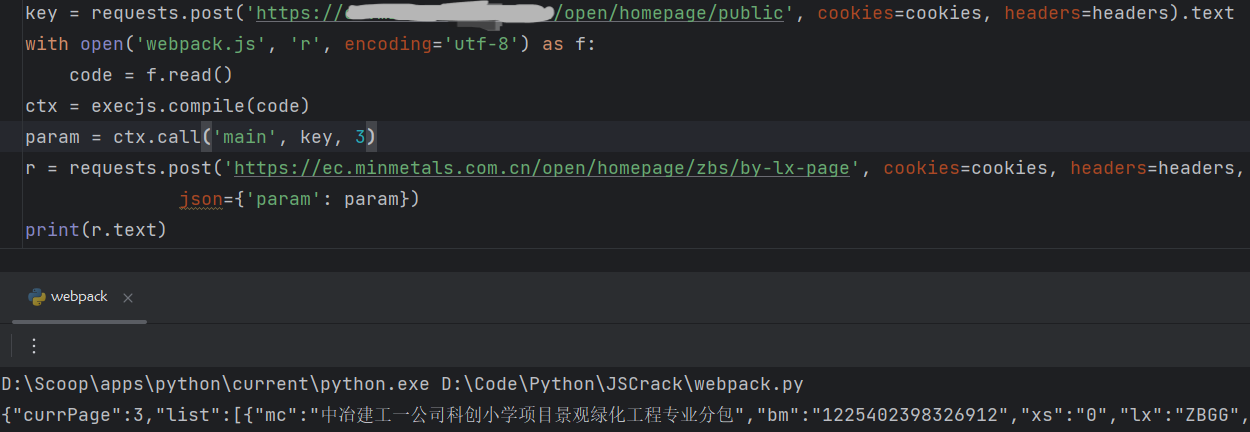 key = requests.post('https:///open/homepage/public', cookies=cookies, headers=headers).text
with open('webpack.js', 'r', encoding='utf-8') as f:
    code = f.read()
ctx = execjs.compile(code)
param = ctx.call('main', key, 3)
r = requests.post('https://ec.minmetals.com.cn/open/homepage/zbs/by-lx-page', cookies=cookies, headers=headers,
              json={'param': param})
print(r.text)
webpack ×
D:\Scoop\apps\python\current\python.exe D:\Code\Python\JSCrack\webpack.py
{"currPage":3,"list":[{"mc":"中冶建工一公司科创小学项目景观绿化工程专业分包","bm":"1225402398326912","xs":"0","lx":"ZBGG",